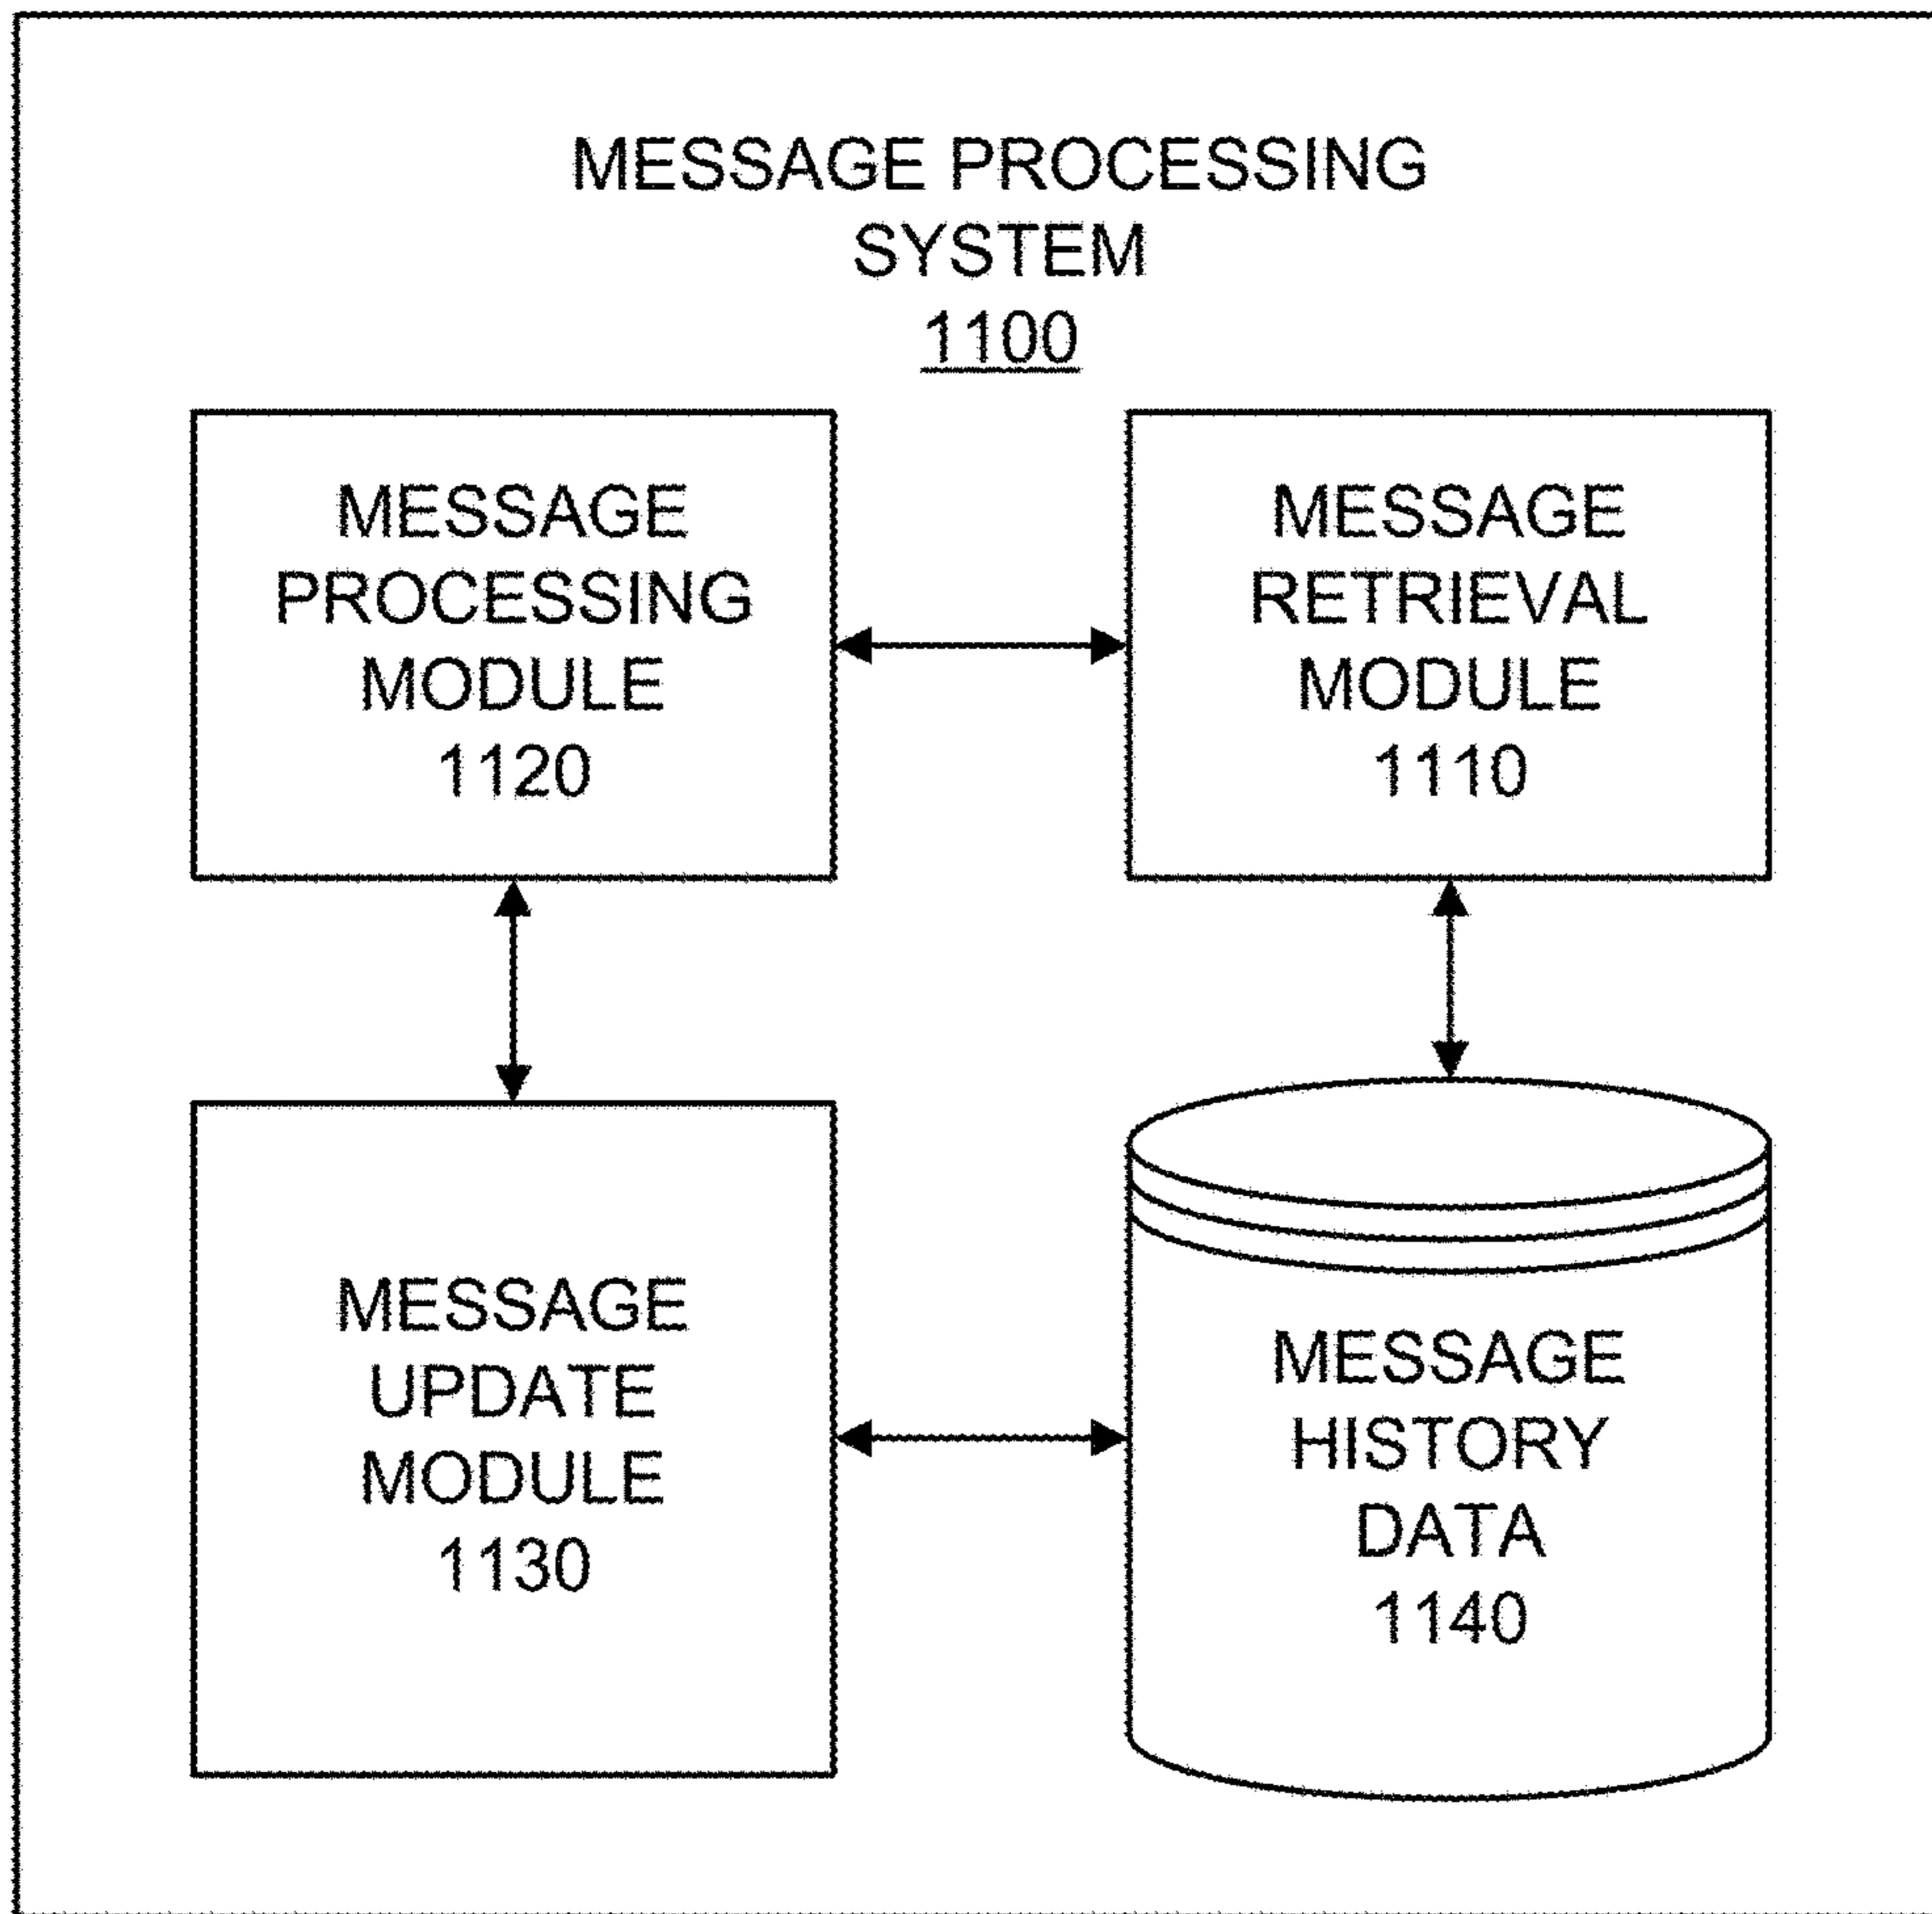 MESSAGE PROCESSING
SYSTEM
1100
MESSAGE
PROCESSING
MODULE
1120
MESSAGE
RETRIEVAL
MODULE
1110
MESSAGE
UPDATE
MODULE
1130
MESSAGE
HISTORY
DATA
1140